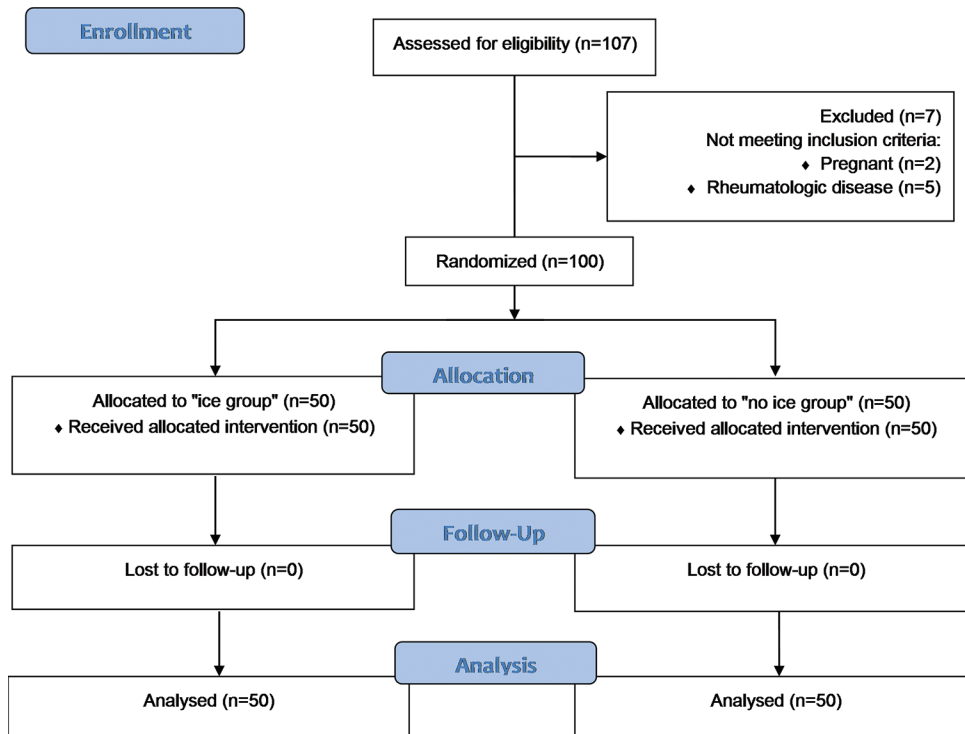 Enrollment
Assessed for eligibility (n=107)
Excluded (n=7)
Not meeting inclusion criteria:
♦ Pregnant (n=2)
♦ Rheumatologic disease (n=5)
Randomized (n=100)
Allocation
Allocated to "ice group" (n=50)
♦ Received allocated intervention (n=50)
Allocated to "no ice group" (n=50)
♦ Received allocated intervention (n=50)
Follow-Up
Lost to follow-up (n=0)
Lost to follow-up (n=0)
Analysis
Analysed (n=50)
Analysed (n=50)